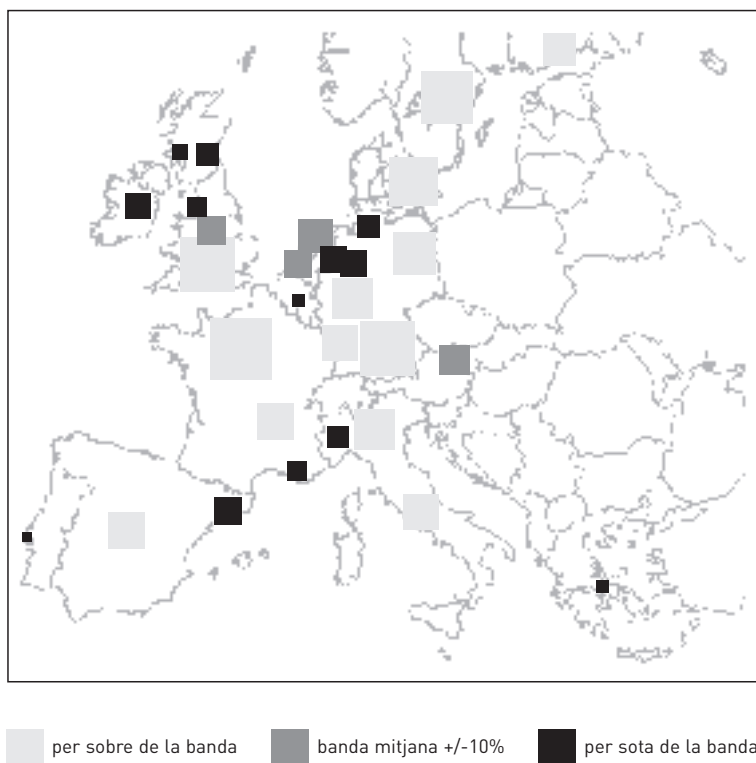 per sobre de la banda
banda mitjana +/-10%
per sota de la banda